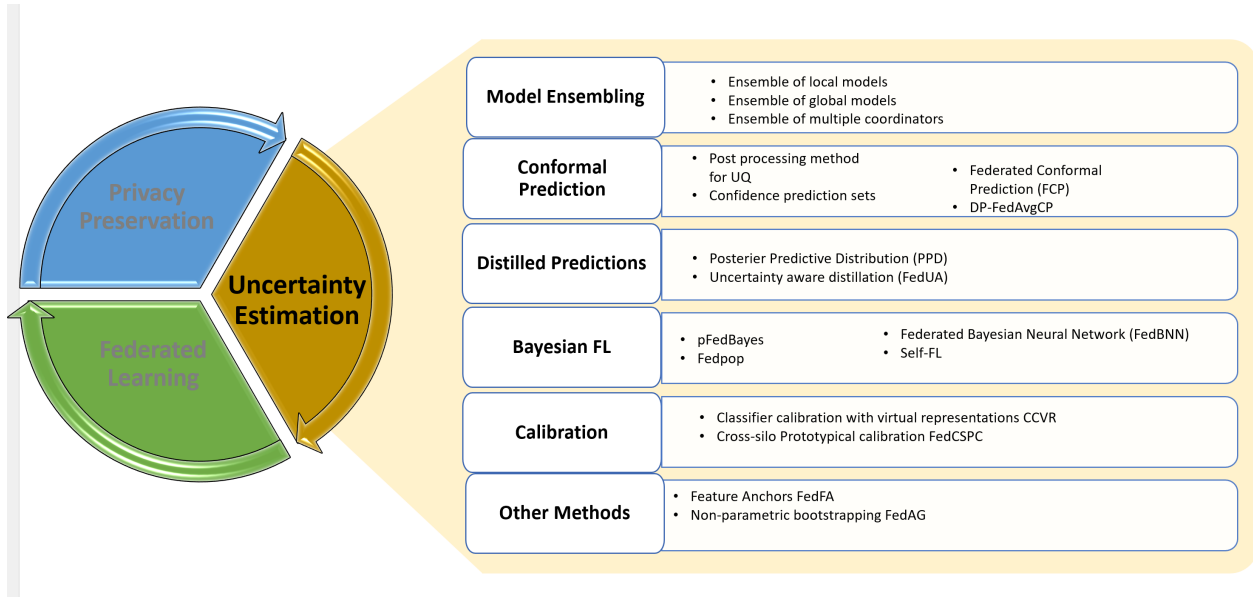 Privacy
Preservation
Uncertainty
Estimation
Federated
Learning
Model Ensembling
• Ensemble of local models
• Ensemble of global models
• Ensemble of multiple coordinators
Conformal
Prediction
• Post processing method
for UQ
• Confidence prediction sets
• Federated Conformal
Prediction (FCP)
• DP-FedAvgCP
Distilled Predictions
• Posterier Predictive Distribution (PPD)
• Uncertainty aware distillation (FedUA)
Bayesian FL
• pFedBayes
• Fedpop
• Federated Bayesian Neural Network (FedBNN)
• Self-FL
Calibration
• Classifier calibration with virtual representations CCVR
• Cross-silo Prototypical calibration FedCSPC
Other Methods
• Feature Anchors FedFA
• Non-parametric bootstrapping FedAG